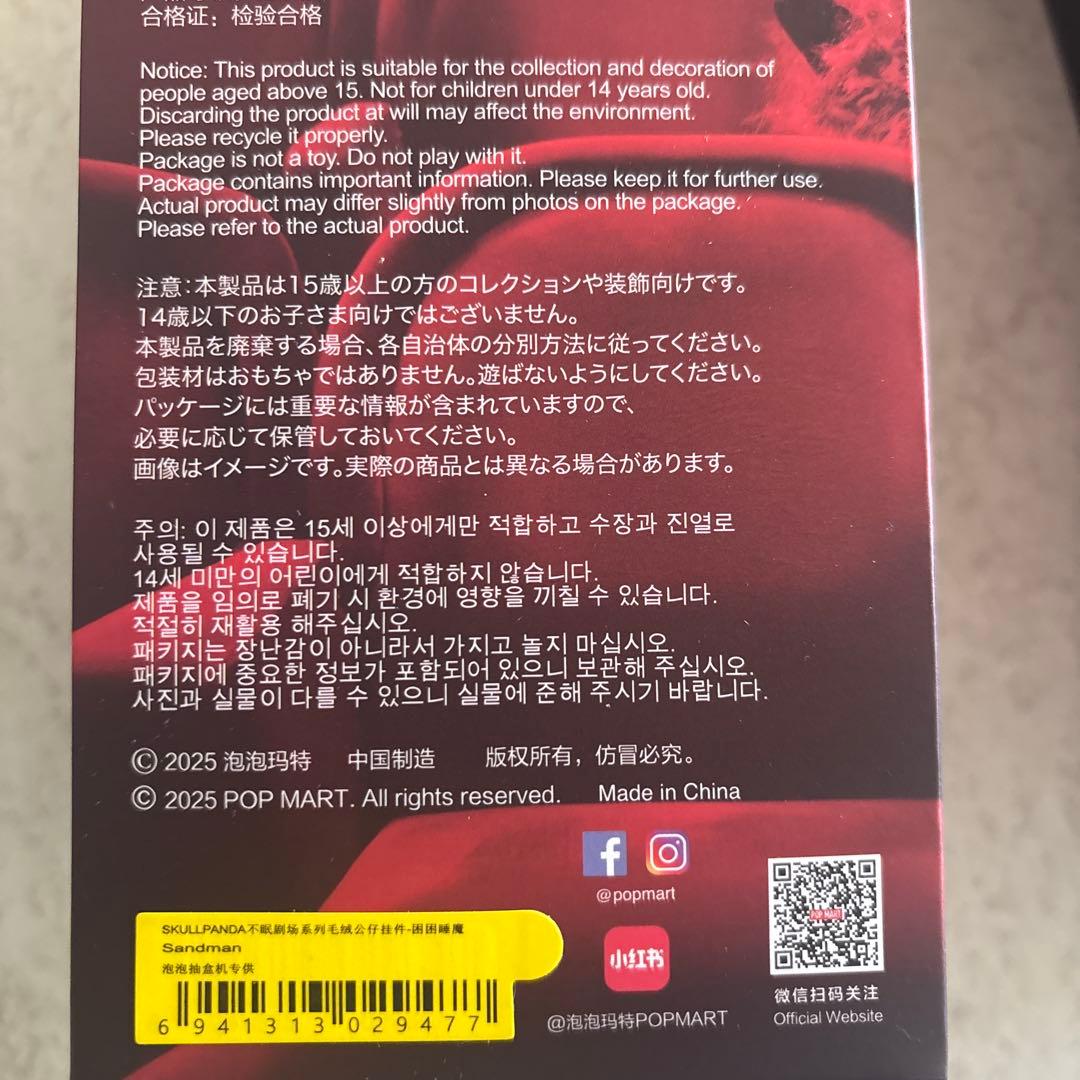 合格证：检验合格
Notice: This product is suitable for the collection and decoration of
people aged above 15. Not for children under 14 years old.
Discarding the product at will may affect the environment.
Please recycle it properly.
Package is not a toy. Do not play with it.
Package contains important information. Please keep it for further use.
Actual product may differ slightly from photos on the package.
Please refer to the actual product.
注意：本製品は15歳以上の方のコレクションや装飾向けです。
14歳以下のお子さま向けではございません。
本製品を廃棄する場合、各自治体の分別方法に従ってください。
包装材はおもちゃではありません。遊ばないようにしてください。
パッケージには重要な情報が含まれていますので、
必要に応じて保管しておいてください。
画像はイメージです。実際の商品とは異なる場合があります。
주의: 이 제품은 15세 이상에게만 적합하고 수장과 진열로
사용될 수 있습니다.
14세 미만의 어린이에게 적합하지 않습니다.
제품을 임의로 폐기 시 환경에 영향을 끼칠 수 있습니다.
적절히 재활용 해주십시오.
패키지는 장난감이 아니라서 가지고 놀지 마십시오.
패키지에 중요한 정보가 포함되어 있으니 보관해 주십시오.
사진과 실물이 다를 수 있으니 실물에 준해 주시기 바랍니다.
© 2025 泡泡玛特 中国制造 版权所有，仿冒必究。
© 2025 POP MART. All rights reserved. Made in China
@popmart
SKULLPANDA不眠剧场系列毛绒公仔挂件-困困睡魔
Sandman
泡泡抽盒机专供
6 941313 029477
小红书
@泡泡玛特POPMART
POP MART
微信扫码关注
Official Website